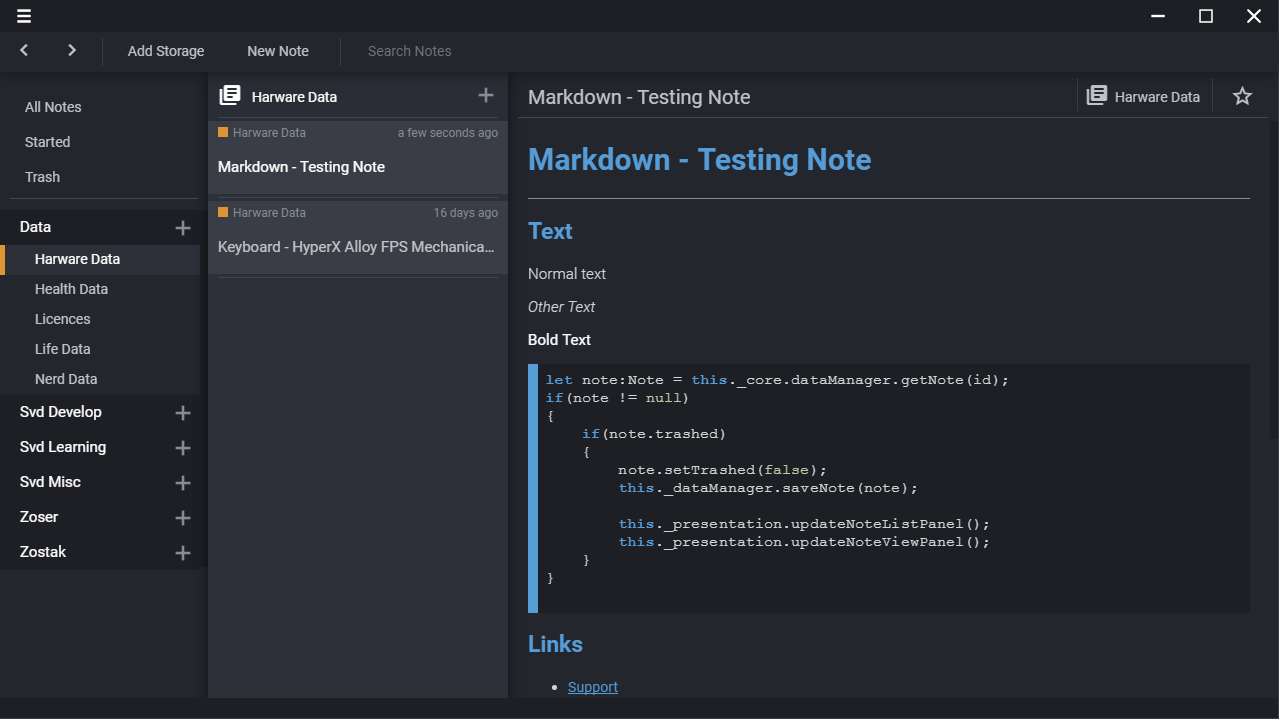 Add Storage New Note Search Notes
All Notes
Started
Trash
Data
Harware Data
Health Data
Licences
Life Data
Nerd Data
Svd Develop
Svd Learning
Svd Misc
Zoser
Zostak
Harware Data
Harware Data a few seconds ago
Markdown - Testing Note
Harware Data 16 days ago
Keyboard - HyperX Alloy FPS Mechanica...
Markdown - Testing Note Harware Data
Markdown - Testing Note
Text
Normal text
Other Text
Bold Text
let note:Note = this._core.dataManager.getNote(id);
if(note != null)
{
    if(note.trashed)
    {
        note.setTrashed(false);
        this._dataManager.saveNote(note);
        this._presentation.updateNoteListPanel();
        this._presentation.updateNoteViewPanel();
    }
}
Links
• Support